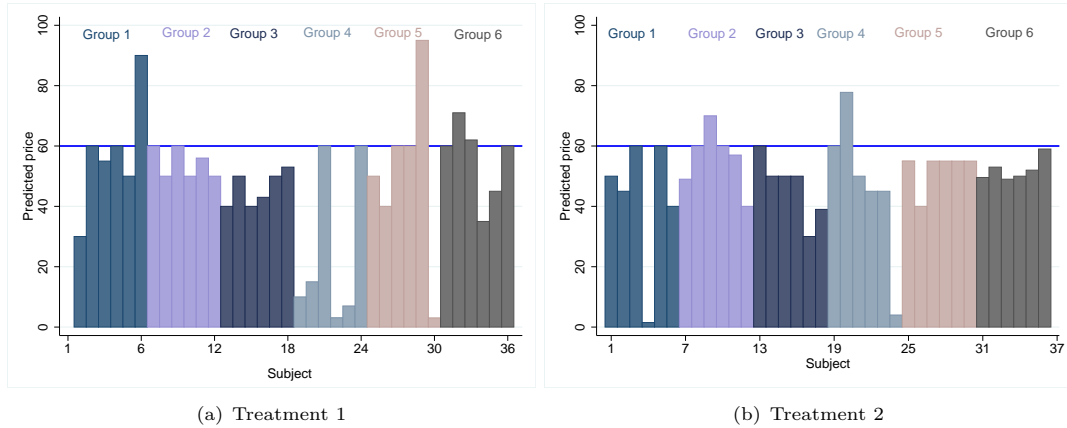 Group 1 Group 2 Group 3 Group 4 Group 5 Group 6
Predicted price
100
80
60
40
20
0
1 6 12 18 24 30 36
Subject
(a) Treatment 1
Group 1 Group 2 Group 3 Group 4 Group 5 Group 6
Predicted price
100
80
60
40
20
0
1 7 13 19 25 31 37
Subject
(b) Treatment 2